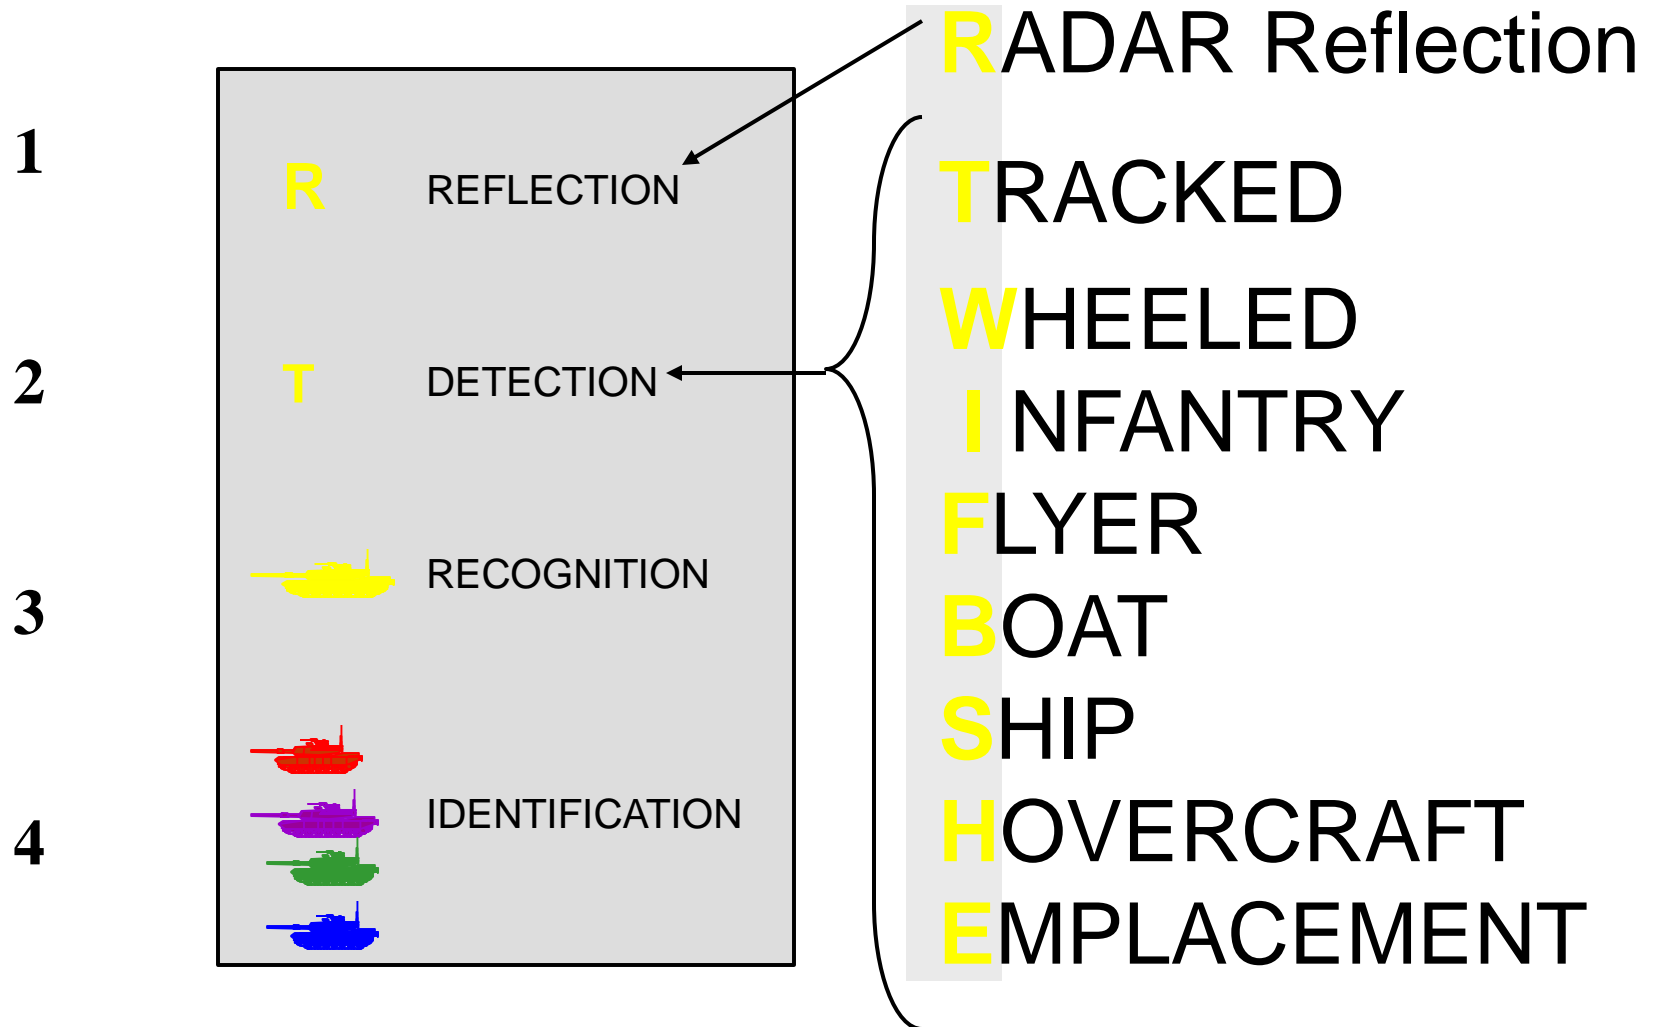 1
R REFLECTION
2
T DETECTION
3
RECOGNITION
4
IDENTIFICATION
RADAR Reflection
TRACKED
WHEELED
I NFANTRY
FLYER
BOAT
SHIP
HOVERCRAFT
EMPLACEMENT